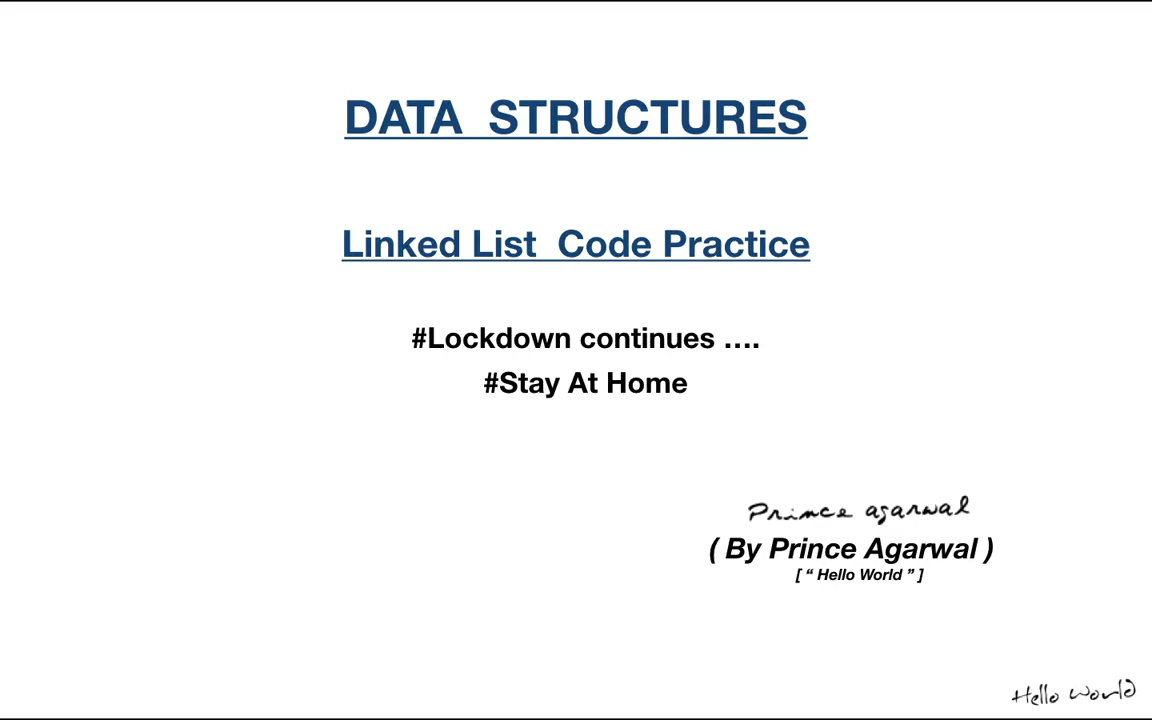 DATA STRUCTURES
Linked List Code Practice
#Lockdown continues ....
#Stay At Home
Prince agarwal
( By Prince Agarwal )
[ “ Hello World ” ]
Hello World